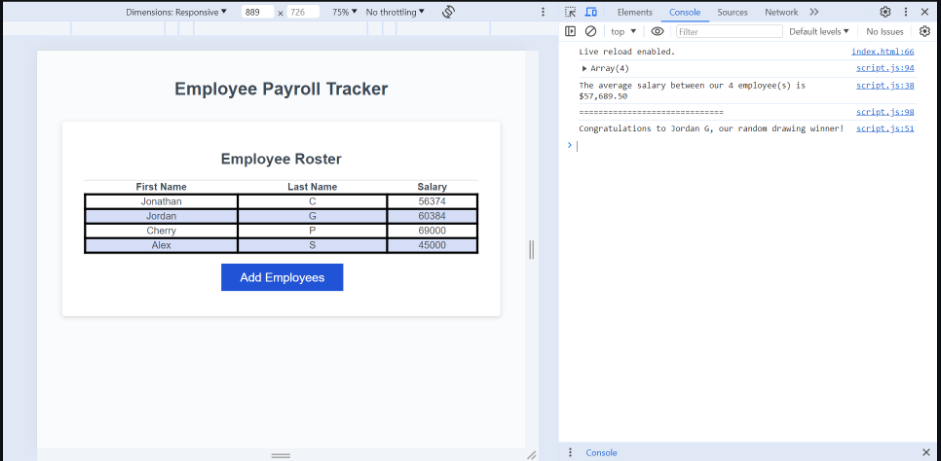 Dimensions: Responsive ▼ 889 x 726 75% ▼ No throttling ▼
Elements Console Sources Network
top ▼ Filter Default levels ▼ No Issues
Live reload enabled. index.html:66
▶ Array(4) script.js:94
The average salary between our 4 employee(s) is script.js:38
$57,689.50
============================== script.js:98
Congratulations to Jordan G, our random drawing winner! script.js:51
>
Employee Payroll Tracker
Employee Roster
First Name Last Name Salary
Jonathan C 56374
Jordan G 60384
Cherry P 69000
Alex S 45000
Add Employees
Console